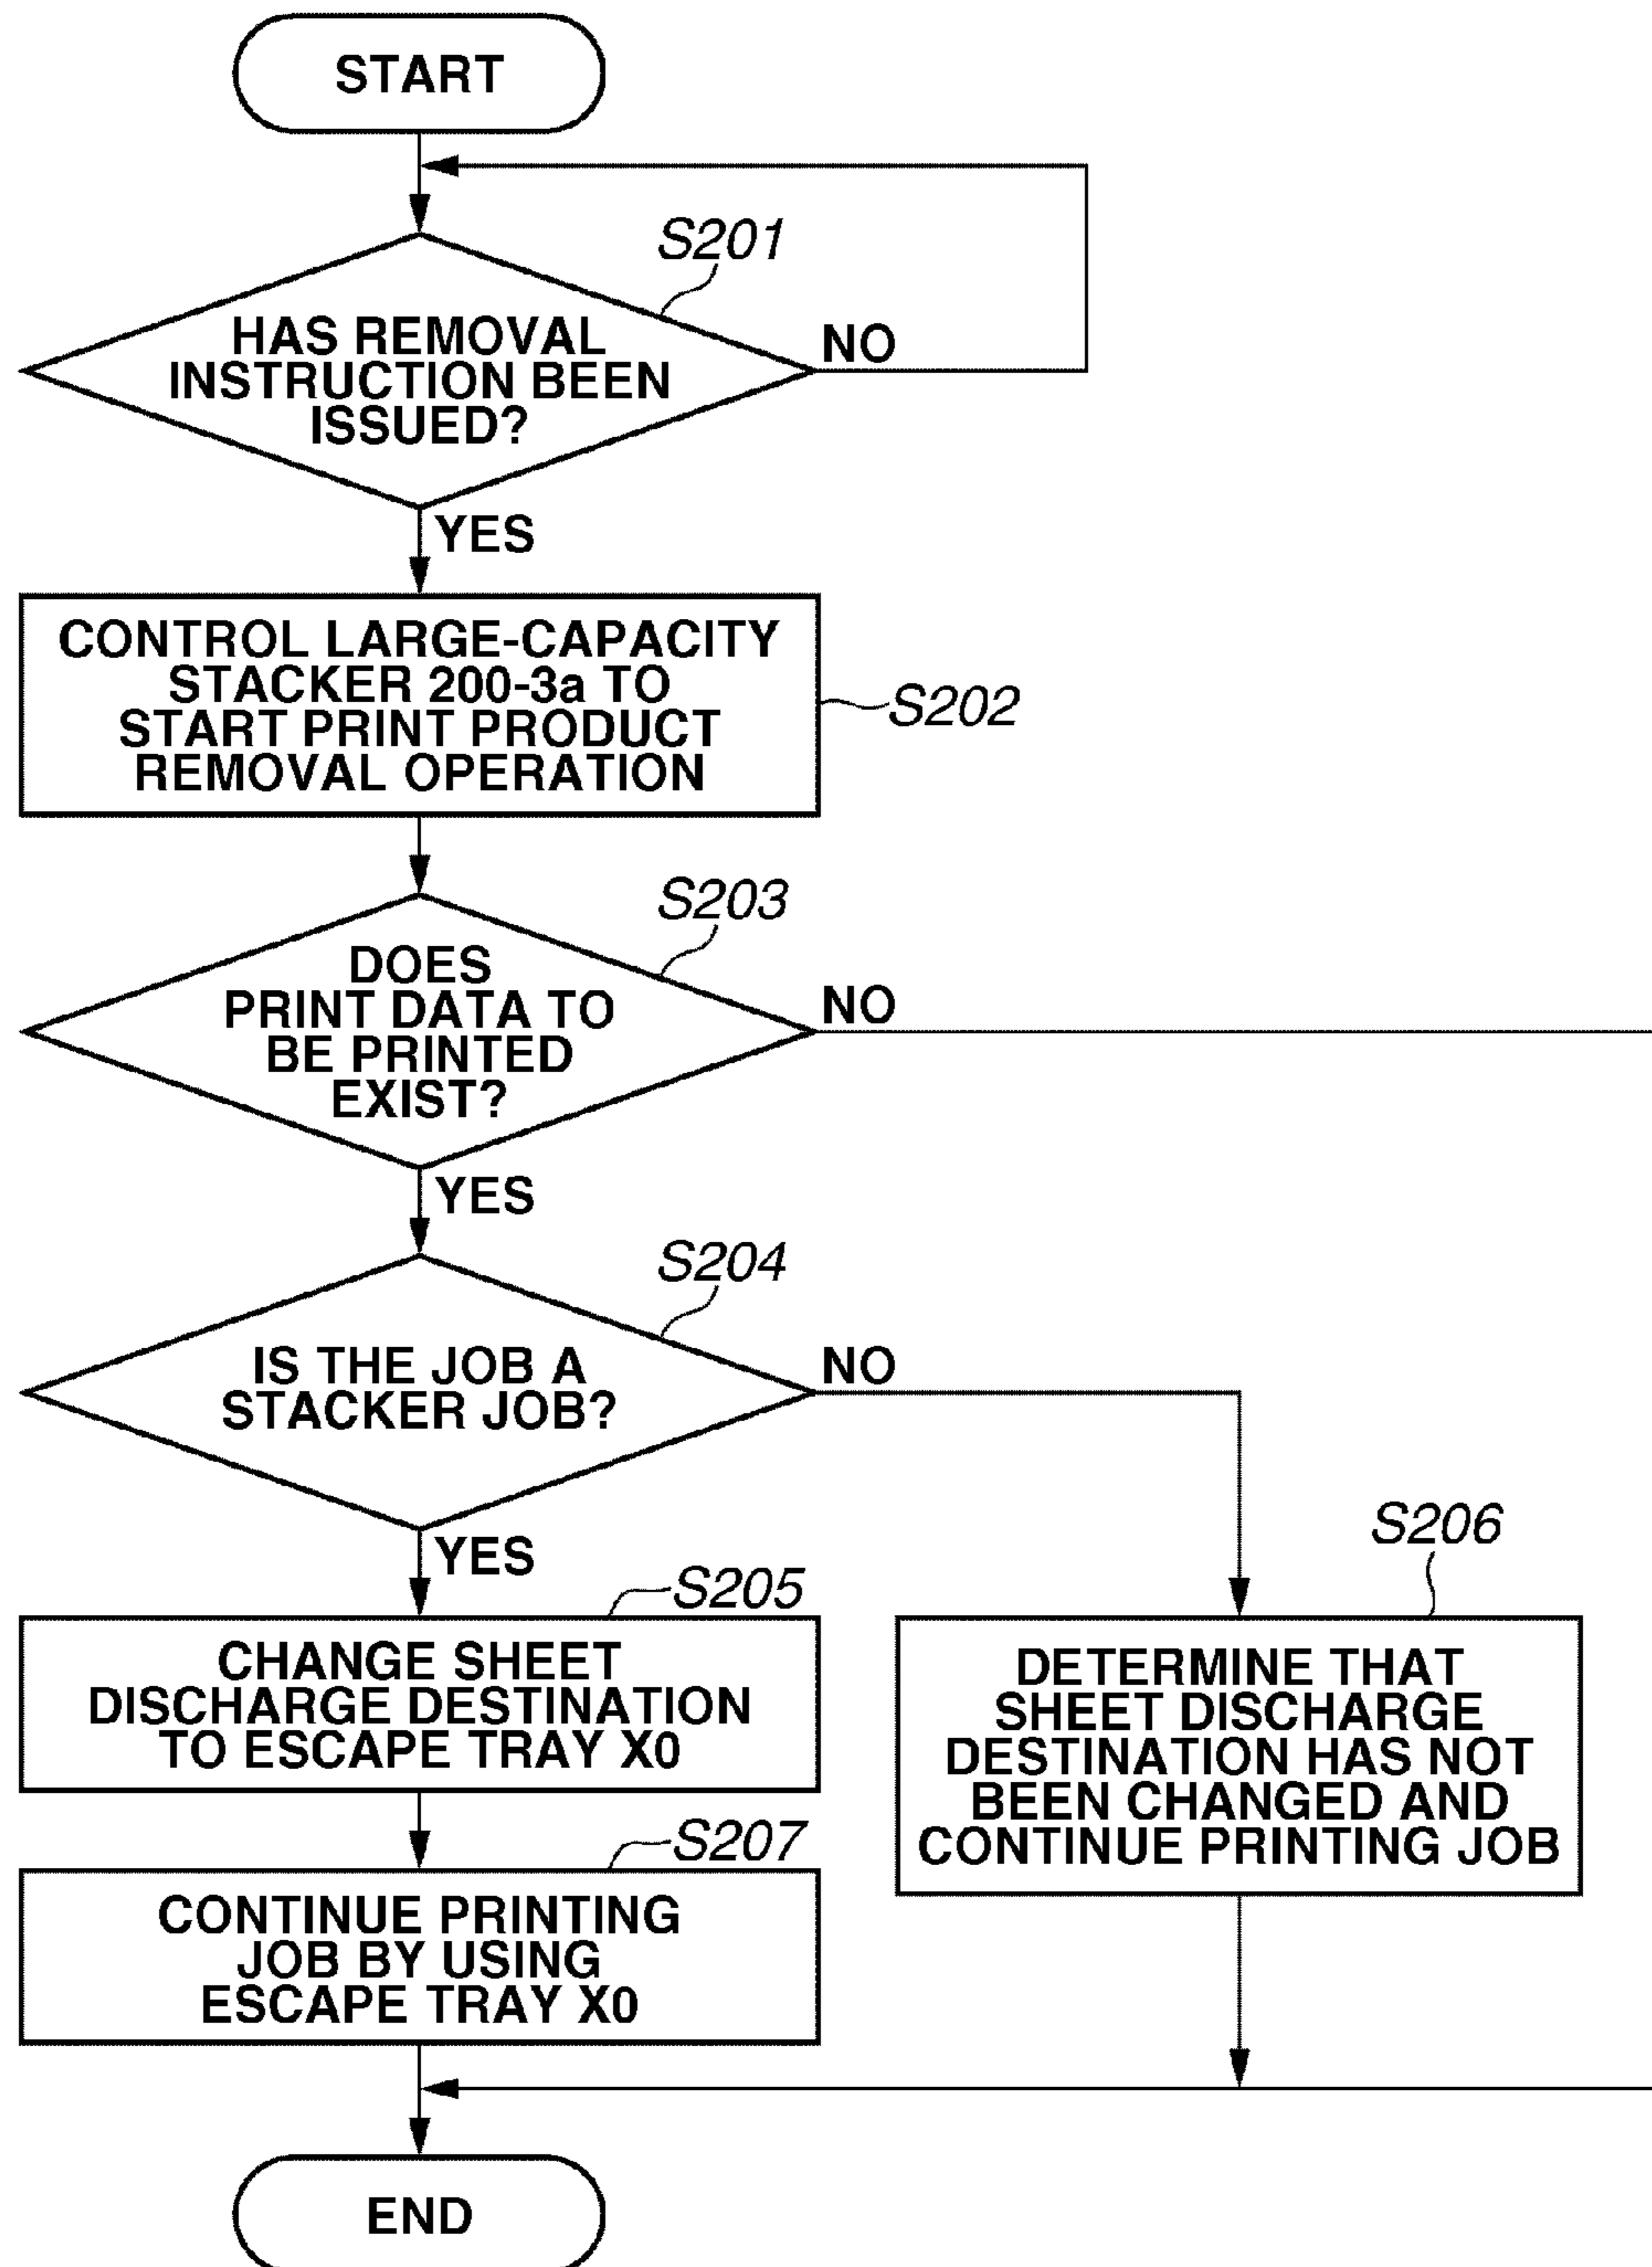 START
S201
HAS REMOVAL
INSTRUCTION BEEN
ISSUED?
NO
YES
CONTROL LARGE-CAPACITY
STACKER 200-3a TO
START PRINT PRODUCT
REMOVAL OPERATION
S202
S203
DOES
PRINT DATA TO
BE PRINTED
EXIST?
NO
YES
S204
IS THE JOB A
STACKER JOB?
NO
YES
S205
CHANGE SHEET
DISCHARGE DESTINATION
TO ESCAPE TRAY X0
S206
DETERMINE THAT
SHEET DISCHARGE
DESTINATION HAS NOT
BEEN CHANGED AND
CONTINUE PRINTING JOB
S207
CONTINUE PRINTING
JOB BY USING
ESCAPE TRAY X0
END